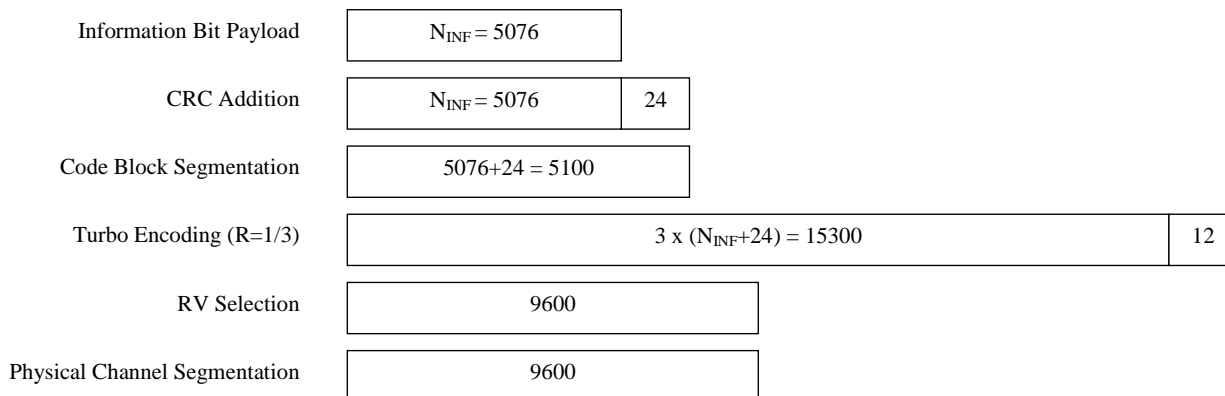 Information Bit Payload N_INF = 5076
CRC Addition N_INF = 5076 24
Code Block Segmentation 5076+24 = 5100
Turbo Encoding (R=1/3) 3 x (N_INF+24) = 15300 12
RV Selection 9600
Physical Channel Segmentation 9600